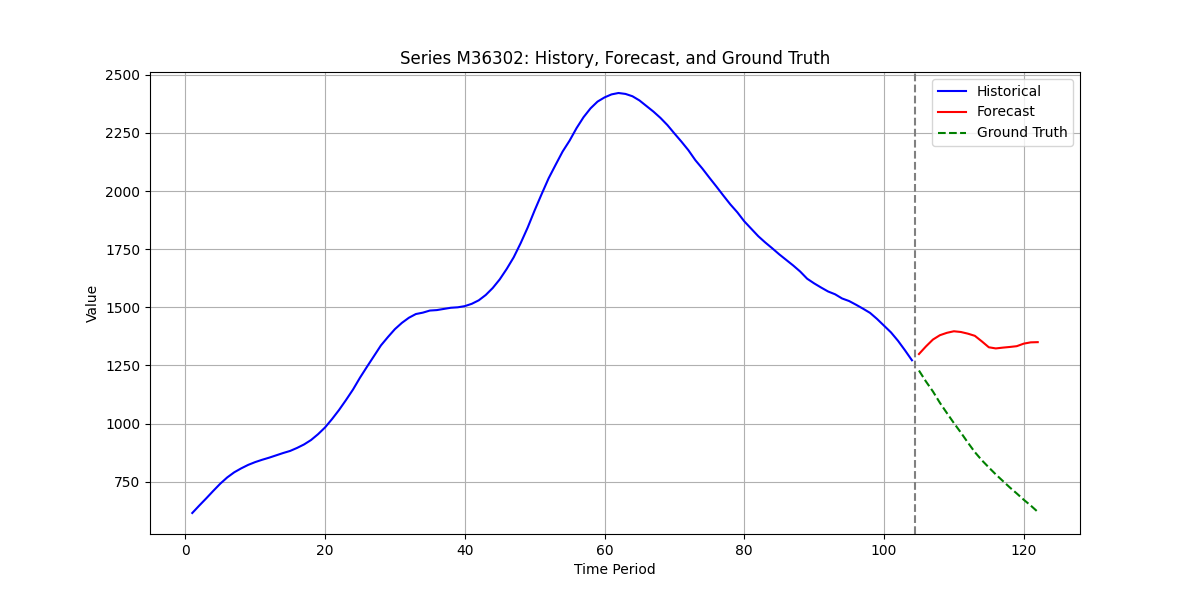 Series M36302: History, Forecast, and Ground Truth
2500
2250
2000
1750
1500
1250
1000
750
Value
0
20
40
60
80
100
120
Time Period
Historical
Forecast
Ground Truth